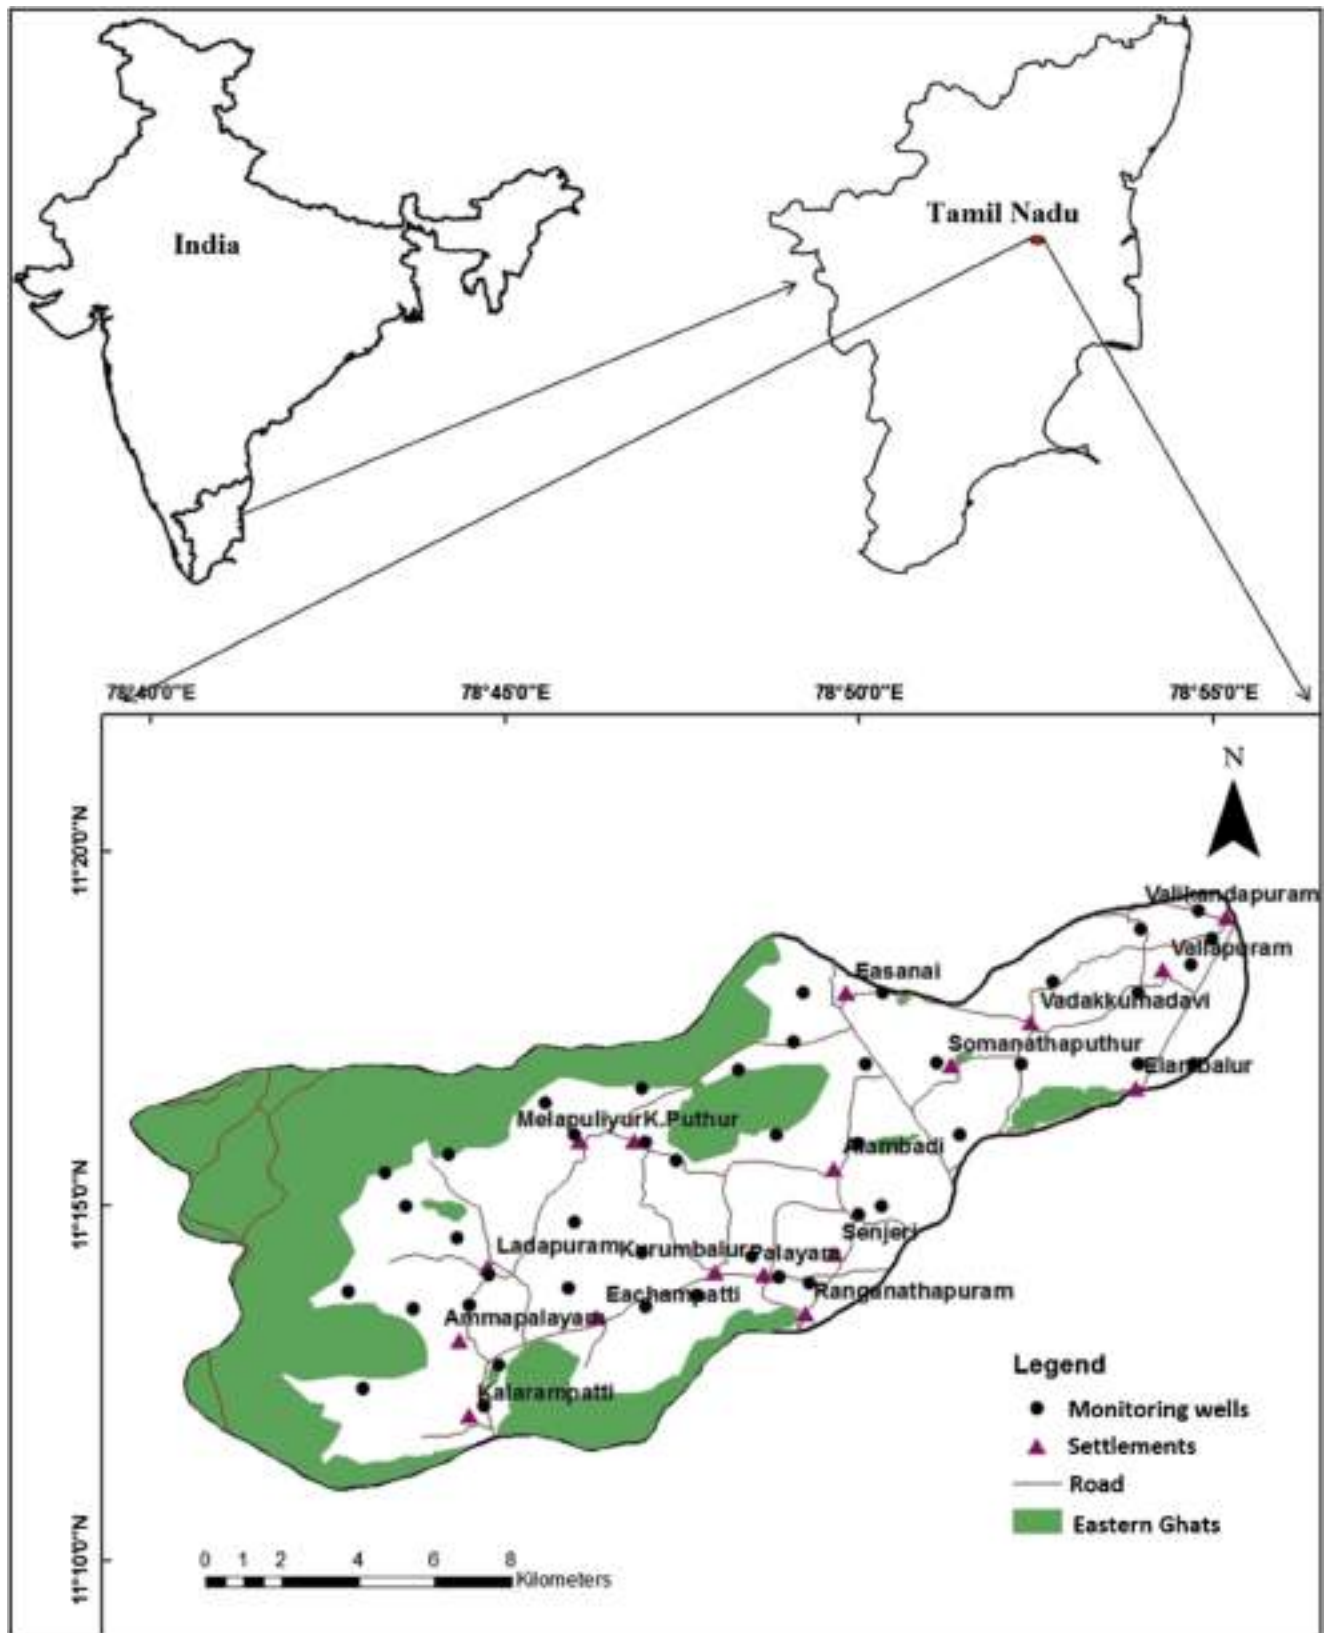 India
Tamil Nadu
78°40'0"E 78°45'0"E 78°50'0"E 78°55'0"E
N
11°20'0"N
Valikandapuram
Vallapuram
Easanai
Vadakkumadavi
Somanathaputhur
Elambalur
Melapuliyur K.Puthur
Alambadi
11°15'0"N
Senjeri
Ladapuram Kurumbalur Palayam
Eachampatti Ranganathapuram
Ammapalayam
Kalarampatti
Legend
Monitoring wells
Settlements
Road
Eastern Ghats
11°10'0"N
0 1 2 4 6 8
Kilometers